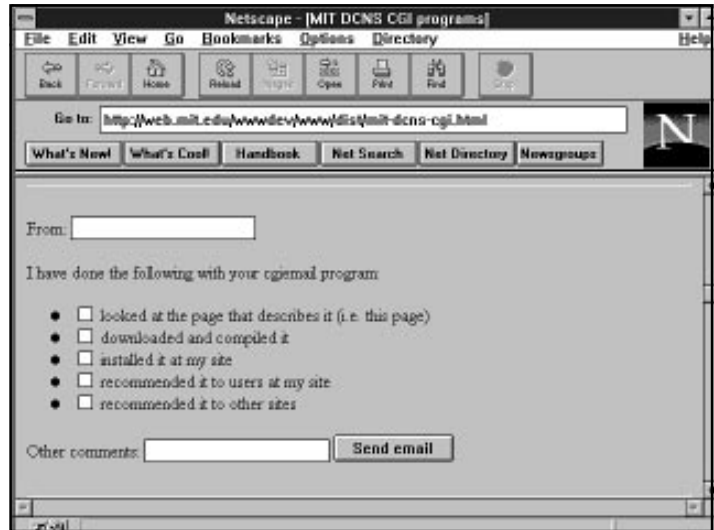 Netscape - [MIT DCNS CGI programs]
File Edit View Go Bookmarks Options Directory Help
Back Forward Home Reload Images Open Print Find Stop
Go to: http://web.mit.edu/wwwdev/www/dist/mit-dcns-cgi.html
N
What's New! What's Cool! Handbook Net Search Net Directory Newsgroups
From:
I have done the following with your cgiemail program:
looked at the page that describes it (i.e. this page)
downloaded and compiled it
installed it at my site
recommended it to users at my site
recommended it to other sites
Other comments: Send email